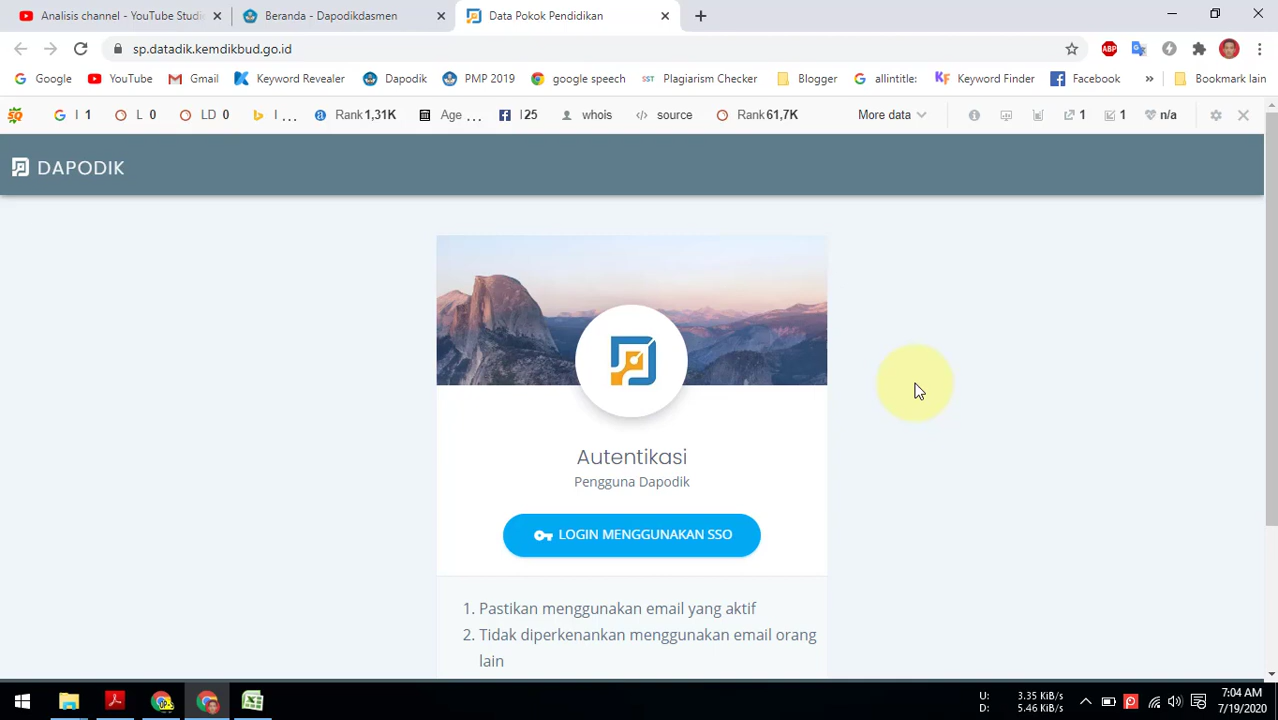 Analisis channel - YouTube Studi
Beranda - Dapodikdasmen
Data Pokok Pendidikan
sp.datadik.kemdikbud.go.id
ABP
Google
YouTube
Gmail
Keyword Revealer
Dapodik
PMP 2019
google speech
SST Plagiarism Checker
Blogger
allintitle:
KF Keyword Finder
Facebook
»
Bookmark lain
SQ
I 1
L 0
LD 0
I ...
Rank 1,31K
Age ...
I 25
whois
source
Rank 61,7K
More data
1
1
n/a
DAPODIK
Autentikasi
Pengguna Dapodik
LOGIN MENGGUNAKAN SSO
1. Pastikan menggunakan email yang aktif
2. Tidak diperkenankan menggunakan email orang
lain
U: 3.35 KiB/s
D: 5.46 KiB/s
7:04 AM
7/19/2020